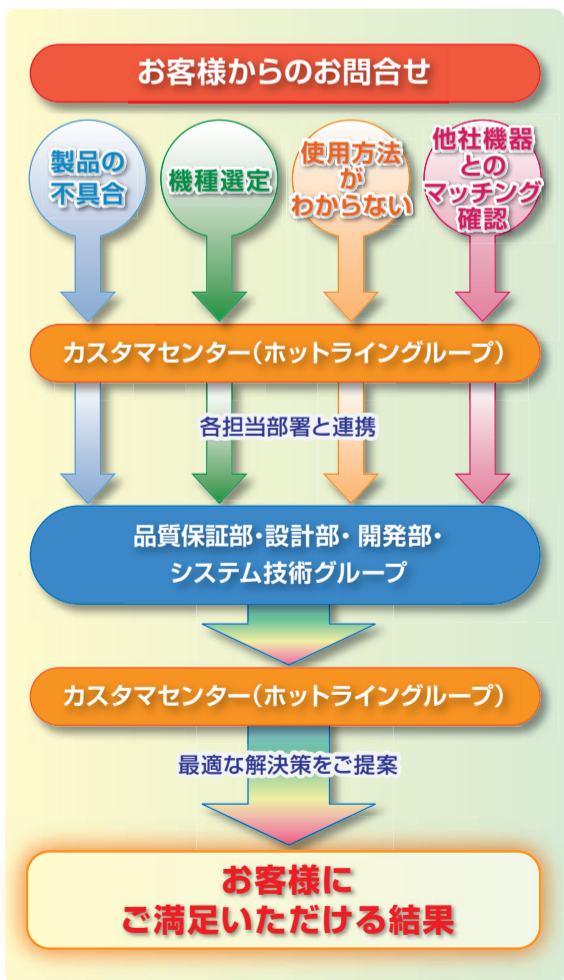 お客様からのお問合せ
製品の
不具合
機種選定
使用方法
が
わからない
他社機器
との
マッチング
確認
カスタマセンター（ホットライングループ）
各担当部署と連携
品質保証部・設計部・開発部・
システム技術グループ
カスタマセンター（ホットライングループ）
最適な解決策をご提案
お客様に
ご満足いただける結果